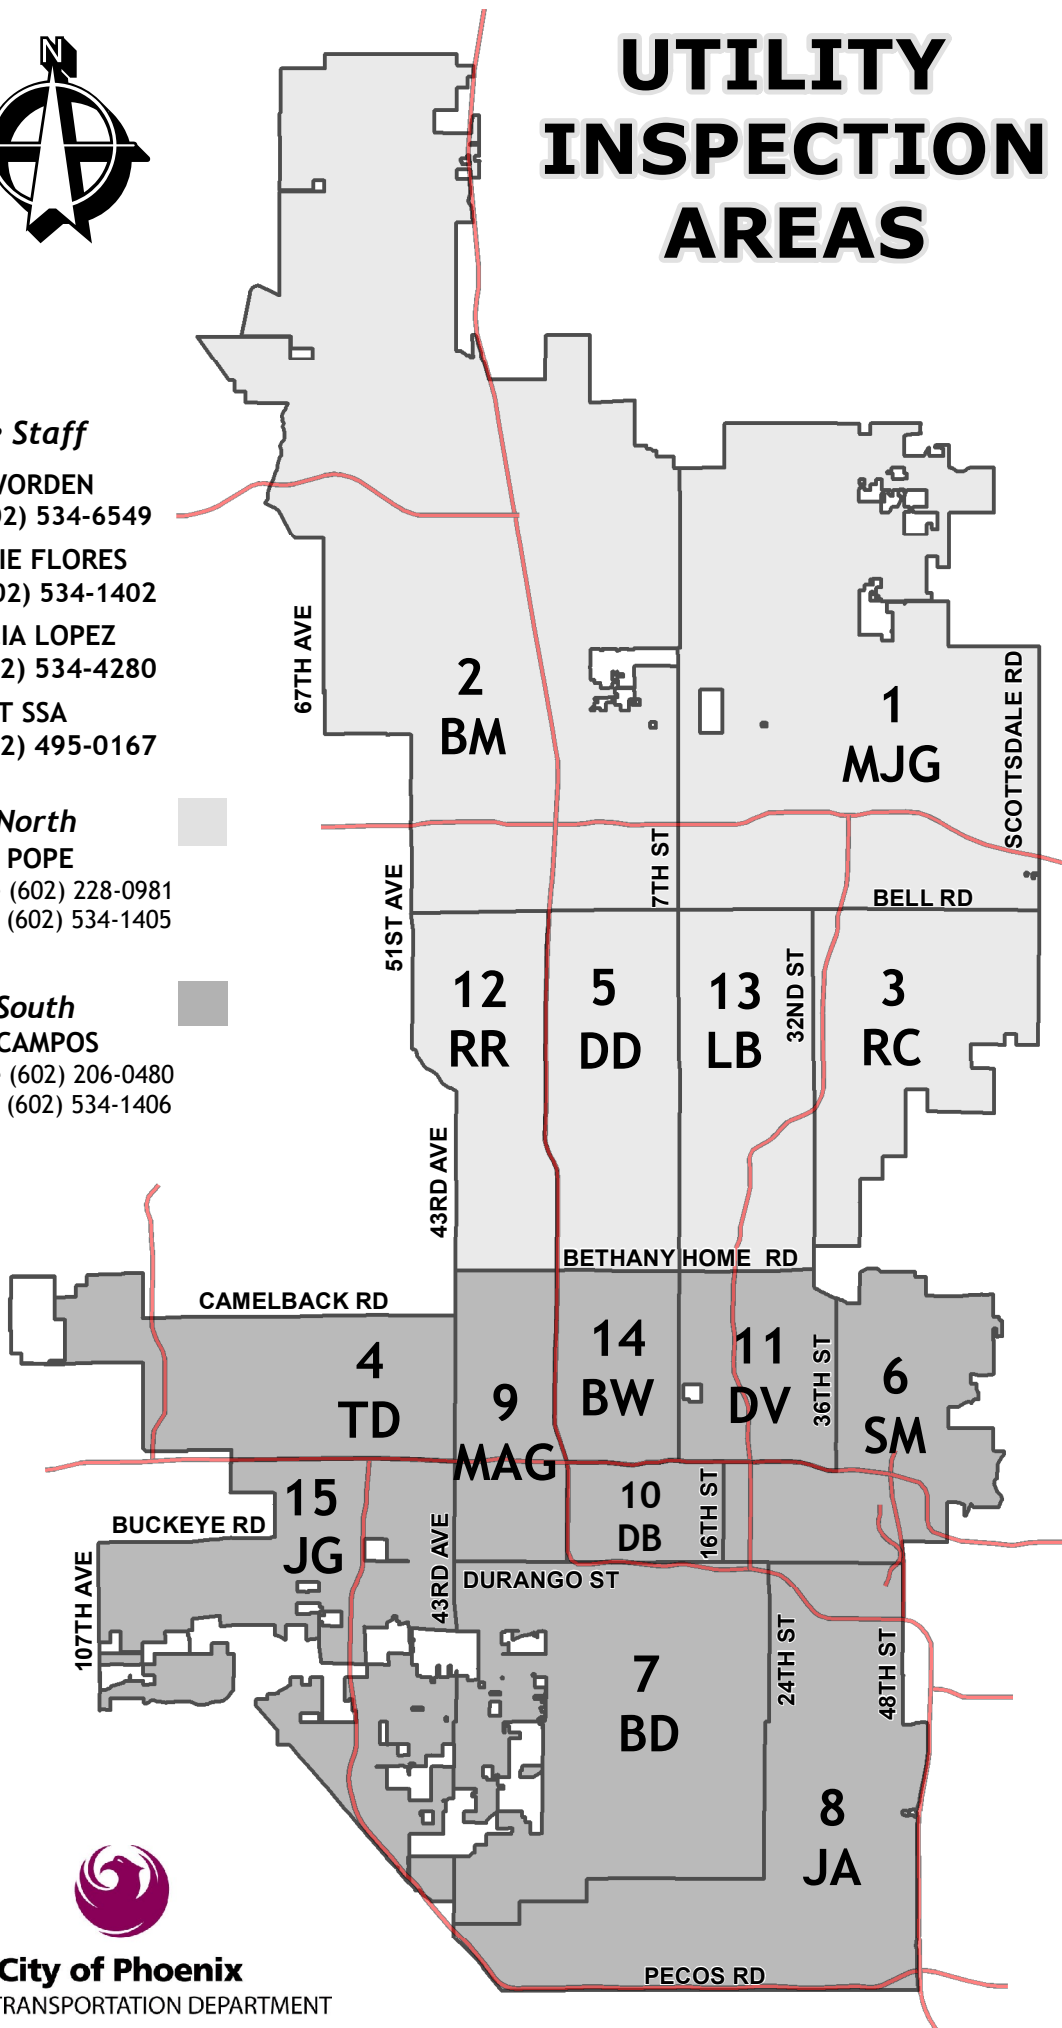 N
UTILITY
INSPECTION
AREAS
Staff
WORDEN
02) 534-6549
IE FLORES
02) 534-1402
IA LOPEZ
2) 534-4280
T SSA
2) 495-0167
North
POPE
(602) 228-0981
(602) 534-1405
South
CAMPOS
(602) 206-0480
(602) 534-1406
67TH AVE
2
BM
1
MJG
SCOTTSDALE RD
7TH ST
51ST AVE
BELL RD
12
RR
5
DD
13
LB
32ND ST
3
RC
43RD AVE
BETHANY HOME RD
CAMELBACK RD
4
TD
9
MAG
14
BW
11
DV
36TH ST
6
SM
15
JG
10
DB
16TH ST
BUCKEYE RD
43RD AVE
107TH AVE
DURANGO ST
7
BD
24TH ST
48TH ST
8
JA
PECOS RD
City of Phoenix
TRANSPORTATION DEPARTMENT